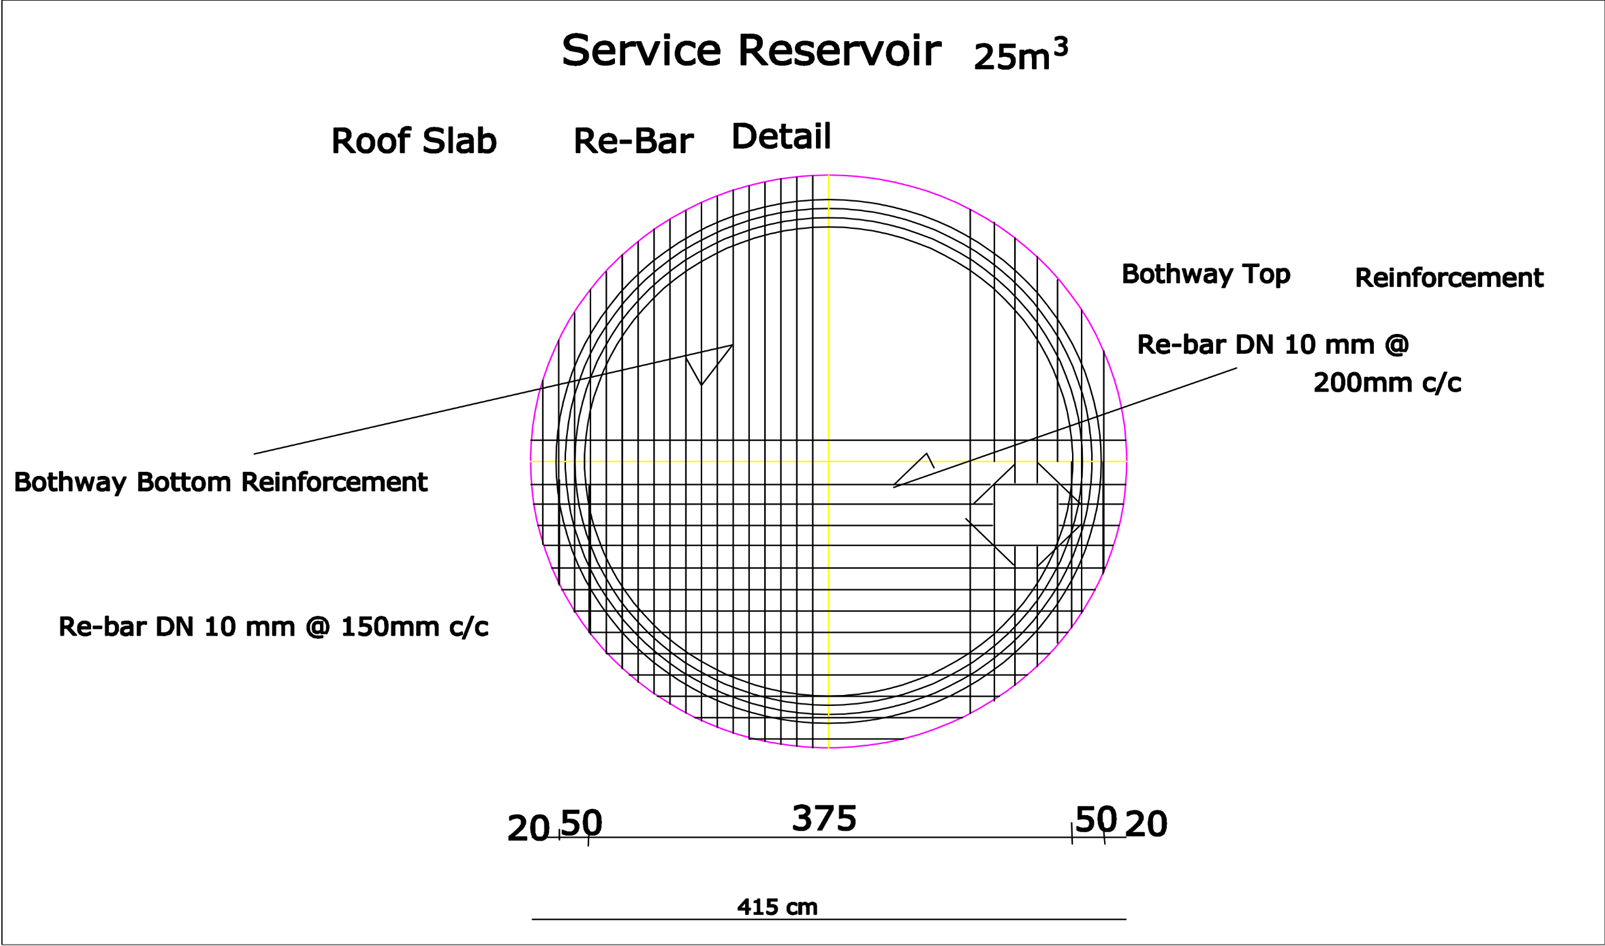 Service Reservoir 25m³
Roof Slab Re-Bar Detail
Bothway Top Reinforcement
Re-bar DN 10 mm @
200mm c/c
Bothway Bottom Reinforcement
Re-bar DN 10 mm @ 150mm c/c
20 50 375 50 20
415 cm